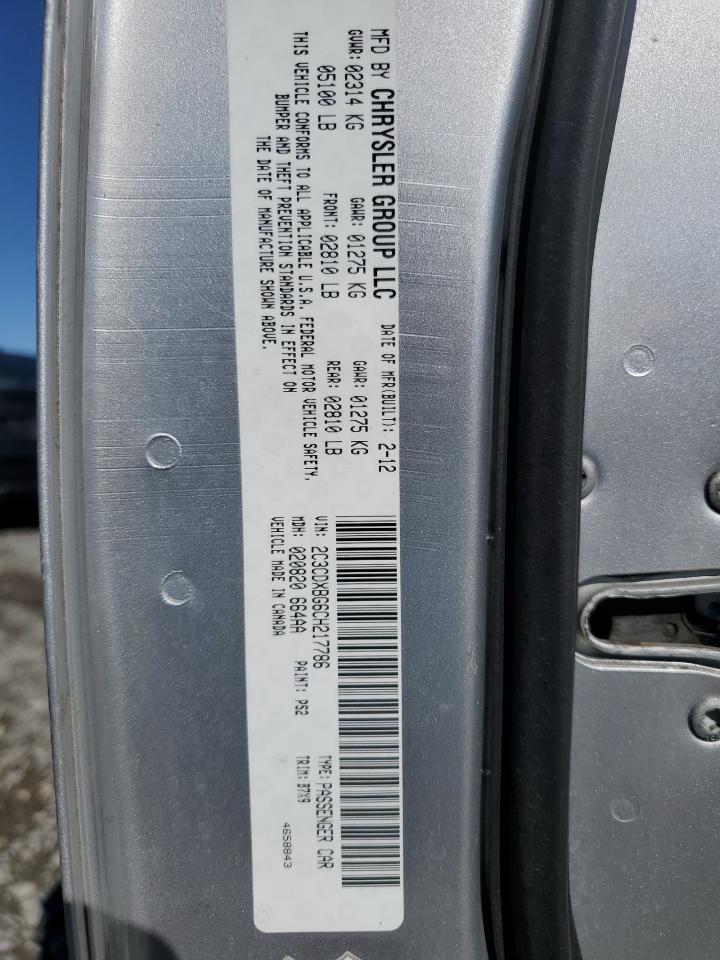 MFD BY CHRYSLER GROUP LLC DATE OF MFR(BUILT): 2-12
GVWR: 02314 KG GAWR: 01275 KG GAWR: 01275 KG
05100 LB FRONT: 02810 LB REAR: 02810 LB
THIS VEHICLE CONFORMS TO ALL APPLICABLE U.S.A. FEDERAL MOTOR VEHICLE SAFETY,
BUMPER AND THEFT PREVENTION STANDARDS IN EFFECT ON
THE DATE OF MANUFACTURE SHOWN ABOVE.
VIN: 2C3CDXBG6CH217786 TYPE: PASSENGER CAR
MDH: 020820 664AA PAINT: PS2 TRIM: B7X9
VEHICLE MADE IN CANADA 4658843